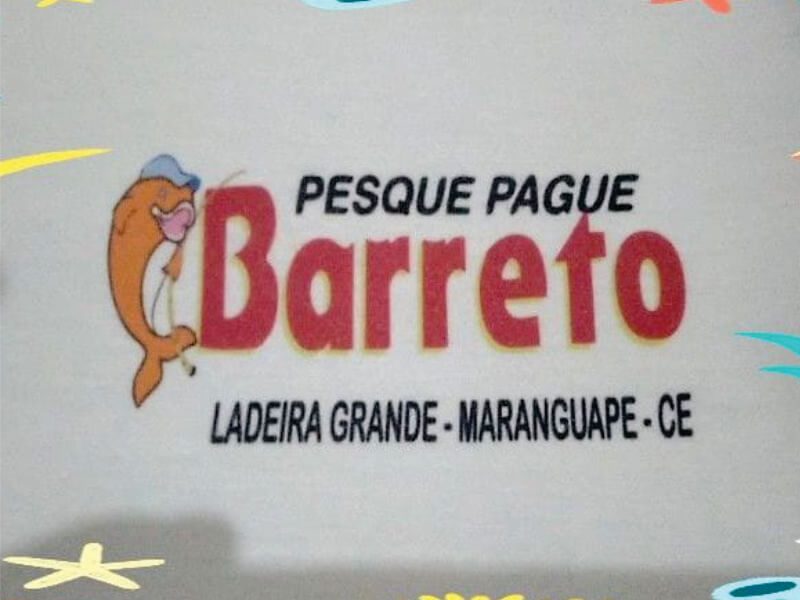 PESQUE PAGUE
Barreto
LADEIRA GRANDE - MARANGUAPE - CE